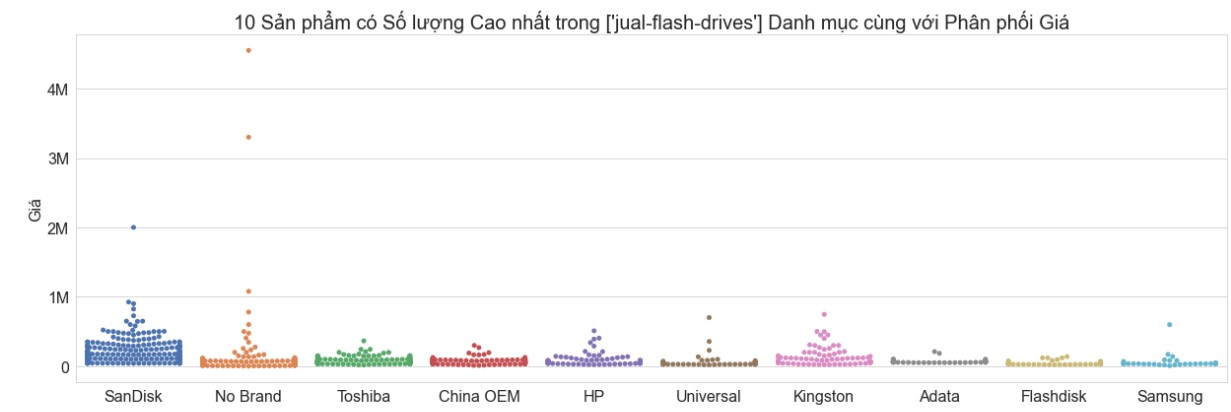 10 Sản phẩm có Số lượng Cao nhất trong ['jual-flash-drives'] Danh mục cùng với Phân phối Giá
Giá
4M
3M
2M
1M
0
SanDisk No Brand Toshiba China OEM HP Universal Kingston Adata Flashdisk Samsung